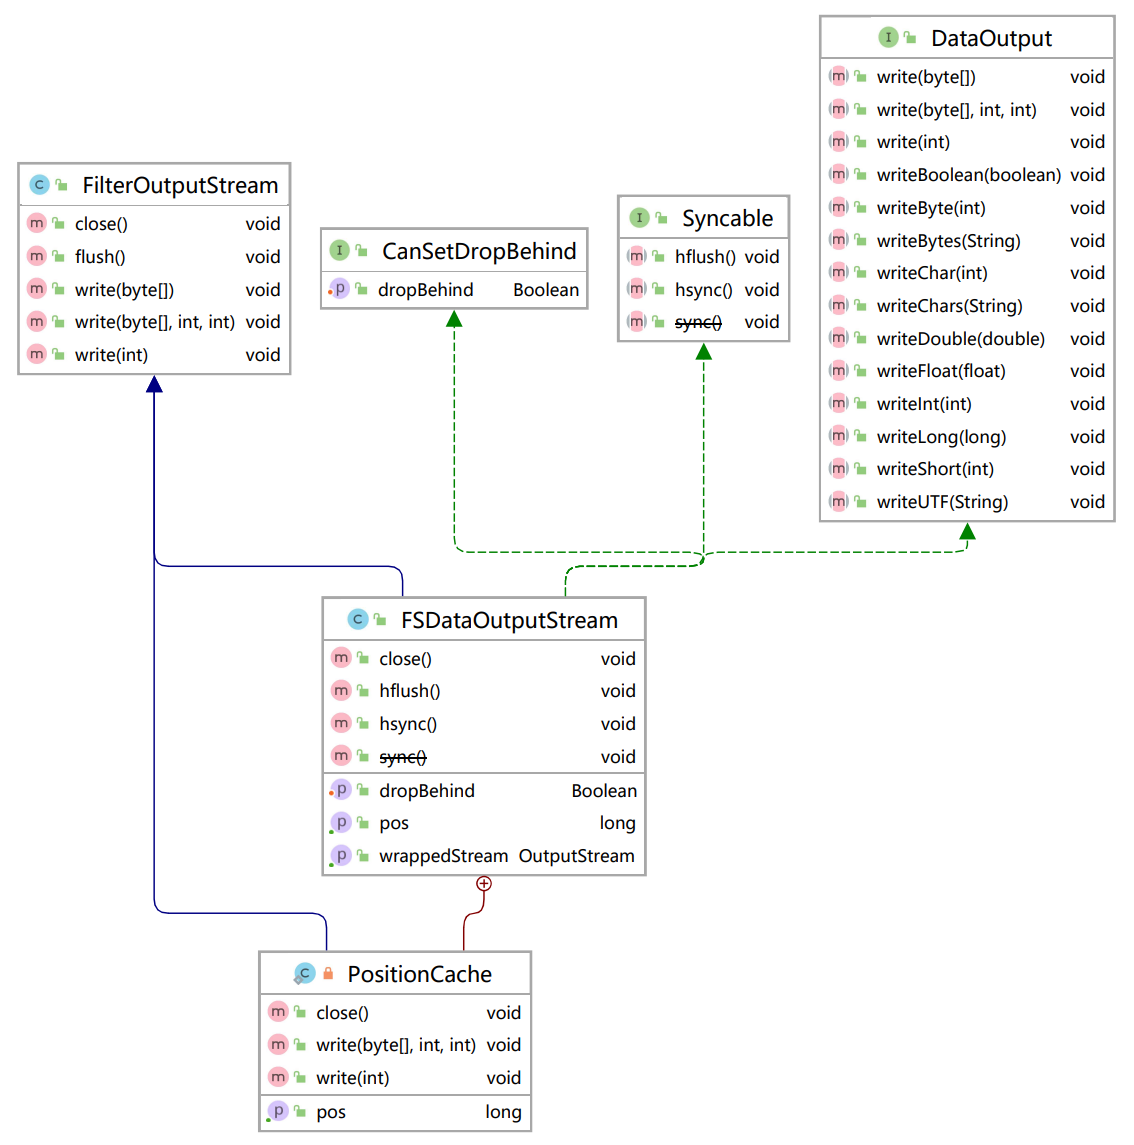 DataOutput
write(byte[]) void
write(byte[], int, int) void
write(int) void
writeBoolean(boolean) void
writeByte(int) void
writeBytes(String) void
writeChar(int) void
writeChars(String) void
writeDouble(double) void
writeFloat(float) void
writeInt(int) void
writeLong(long) void
writeShort(int) void
writeUTF(String) void
FilterOutputStream
close() void
flush() void
write(byte[]) void
write(byte[], int, int) void
write(int) void
CanSetDropBehind
dropBehind Boolean
Syncable
hflush() void
hsync() void
sync() void
FSDataOutputStream
close() void
hflush() void
hsync() void
sync() void
dropBehind Boolean
pos long
wrappedStream OutputStream
PositionCache
close() void
write(byte[], int, int) void
write(int) void
pos long